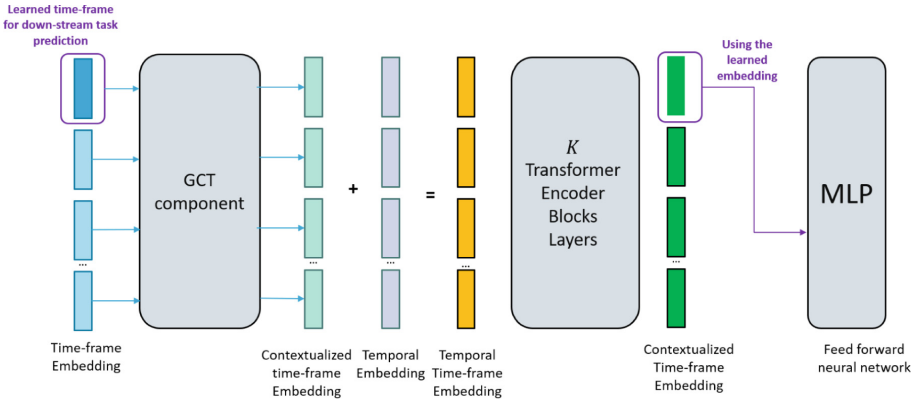 Learned time-frame
for down-stream task
prediction
GCT
component
...
Time-frame
Embedding
...
Contextualized
time-frame
Embedding
+
...
Temporal
Embedding
=
...
Temporal
Time-frame
Embedding
K
Transformer
Encoder
Blocks
Layers
...
Contextualized
Time-frame
Embedding
Using the
learned
embedding
MLP
Feed forward
neural network